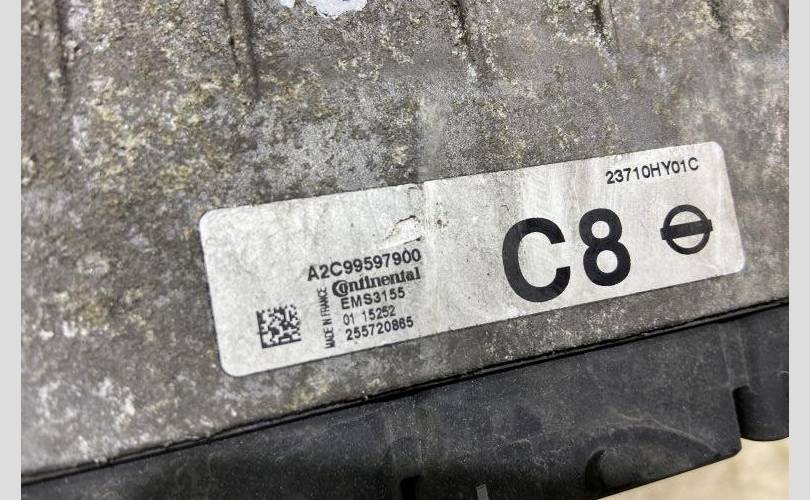 23710HY01C
C8
A2C99597900
Continental
EMS3155
01 15252
255720865
MADE IN FRANCE